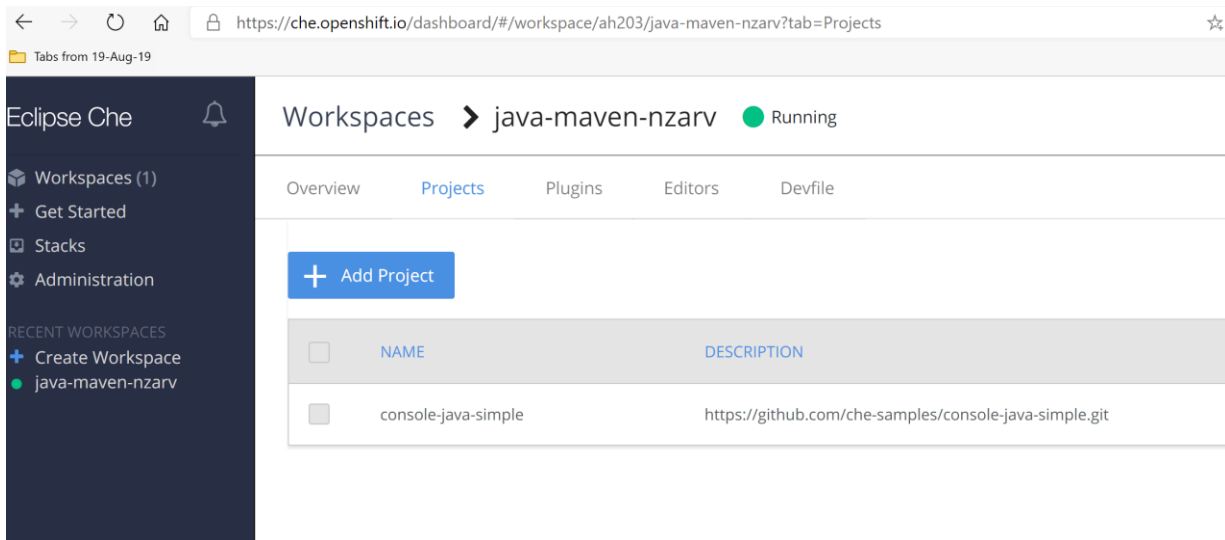 https://che.openshift.io/dashboard/#/workspace/ah203/java-maven-nzarv?tab=Projects
Tabs from 19-Aug-19
Eclipse Che
Workspaces (1)
Get Started
Stacks
Administration
RECENT WORKSPACES
Create Workspace
java-maven-nzarv
Workspaces > java-maven-nzarv Running
Overview Projects Plugins Editors Devfile
+ Add Project
NAME DESCRIPTION
console-java-simple https://github.com/che-samples/console-java-simple.git